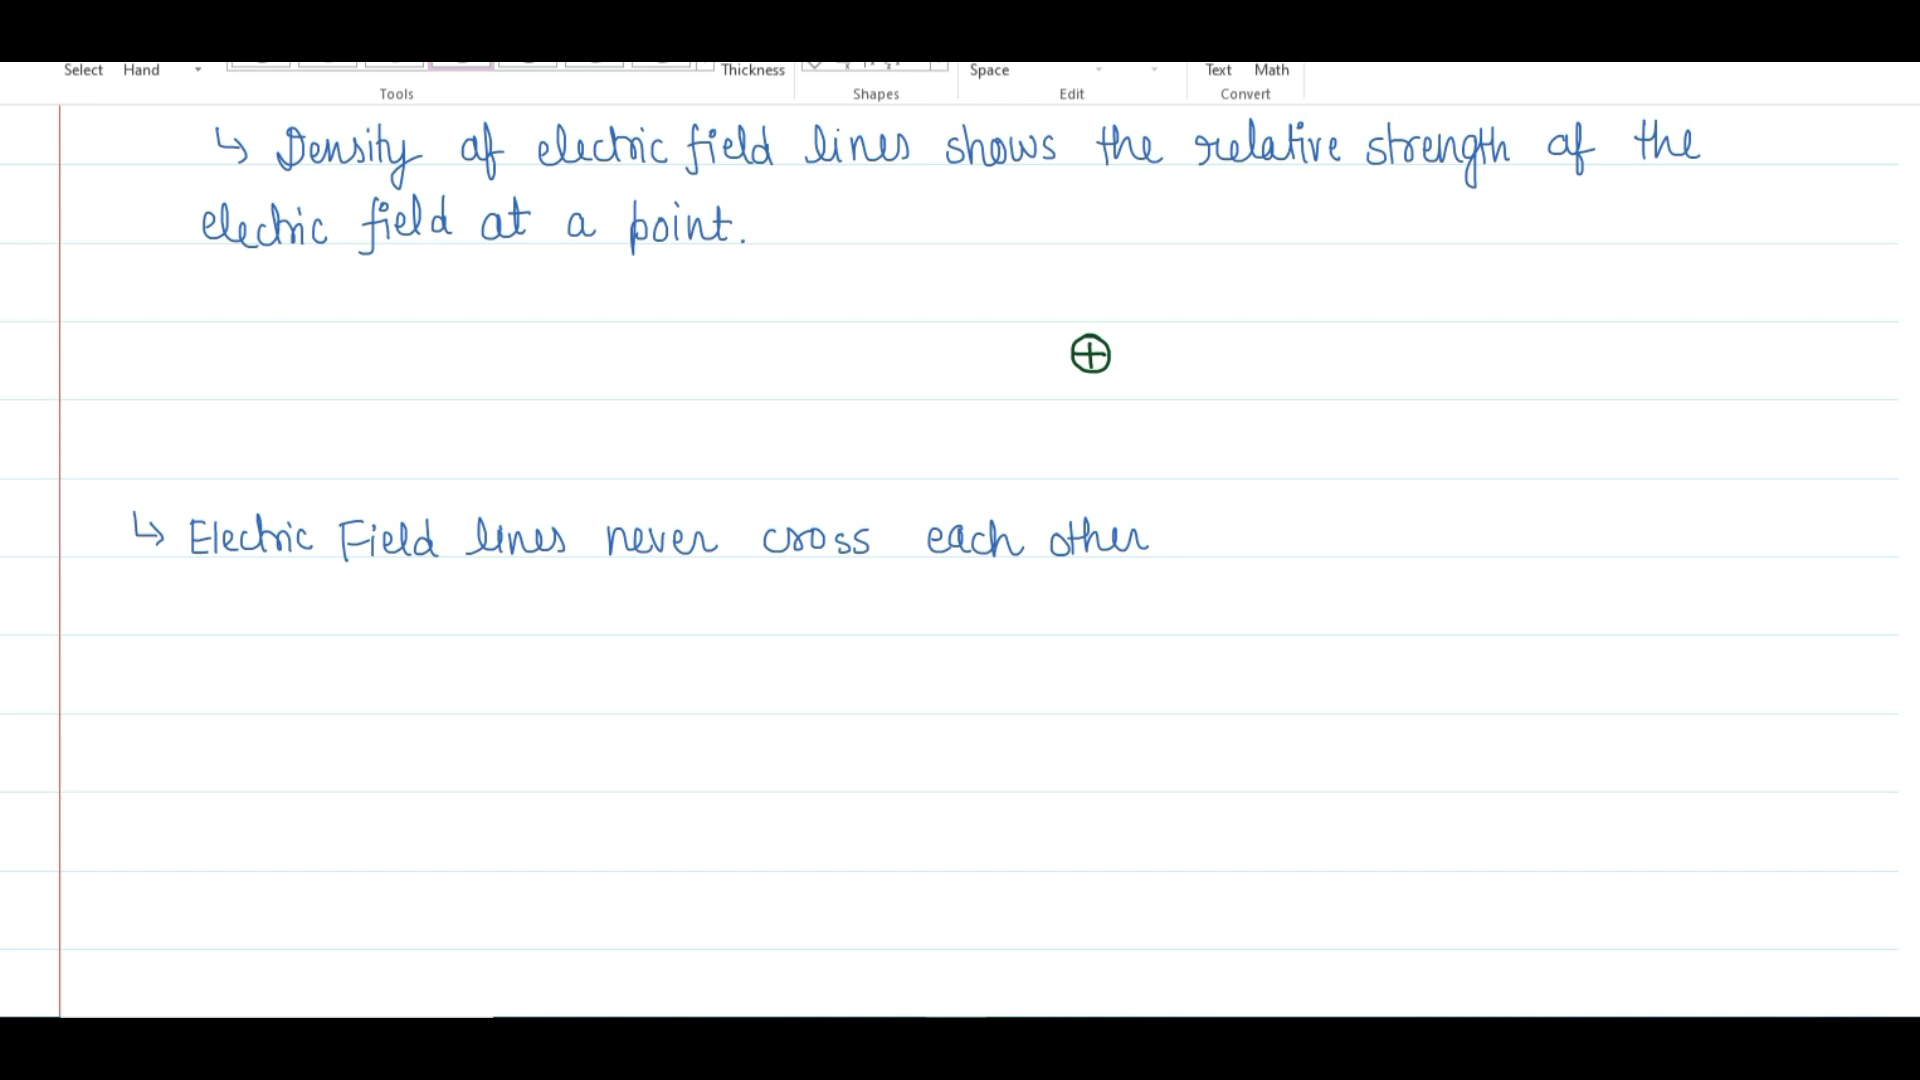 Select Hand Thickness Space Text Math
Tools Shapes Edit Convert
↳ Density of electric field lines shows the relative strength of the
electric field at a point.
⊕
↳ Electric Field lines never cross each other